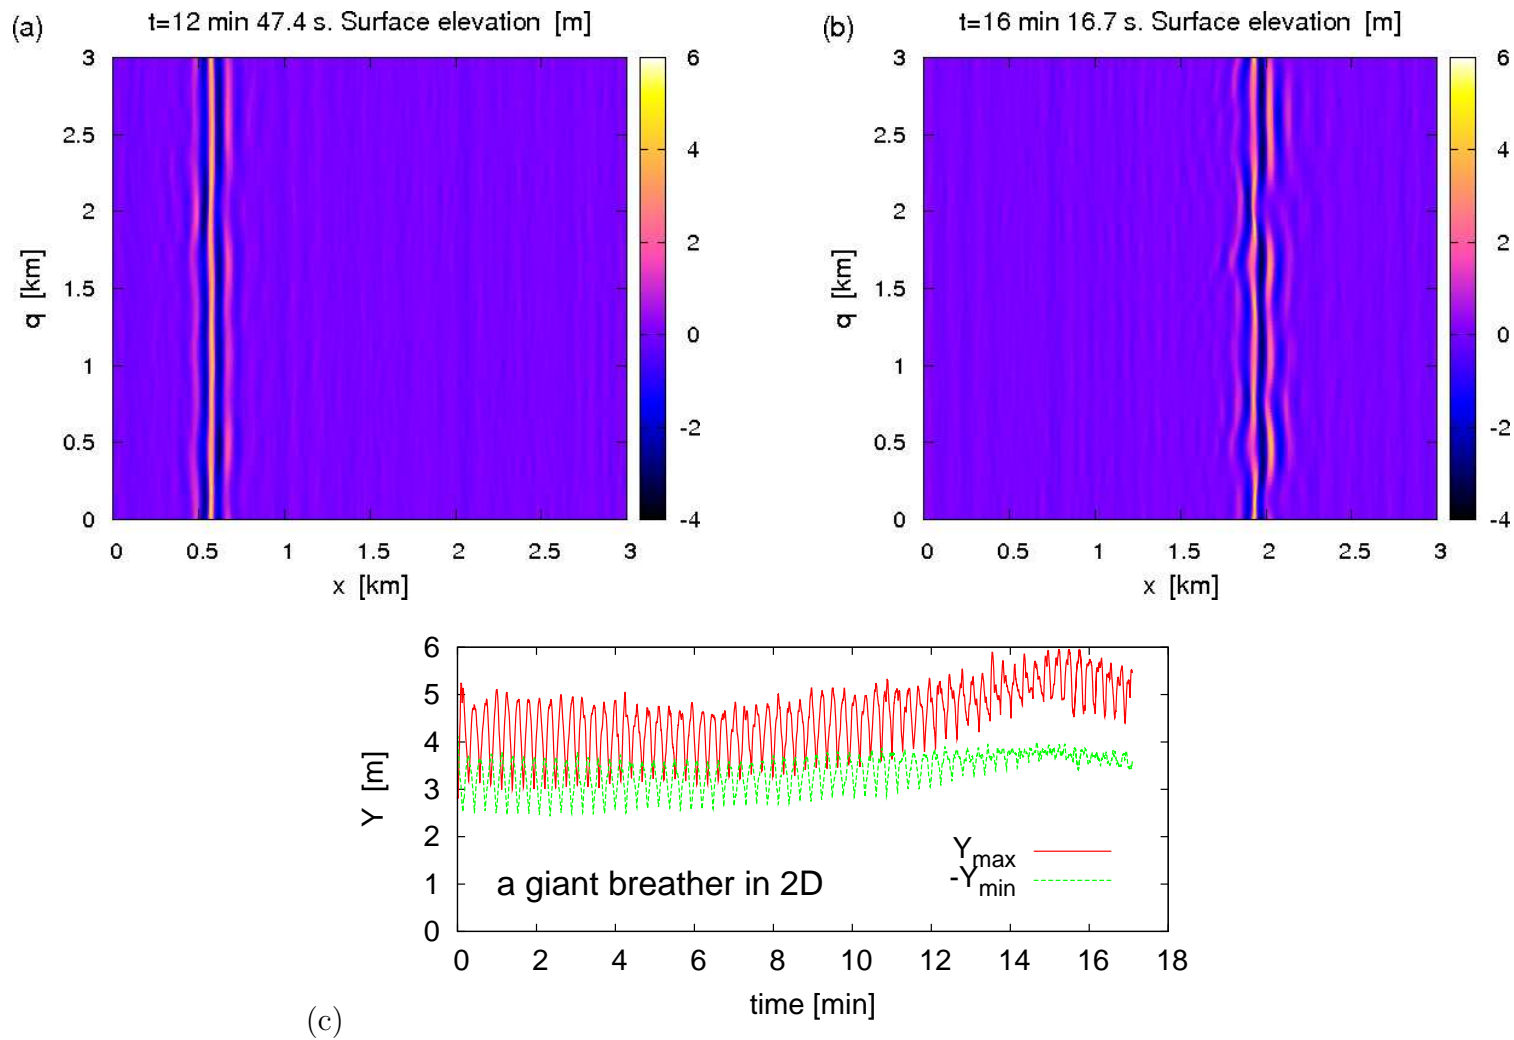 (a) t=12 min 47.4 s. Surface elevation [m]
3
2.5
2
1.5
1
0.5
0
q [km]
0 0.5 1 1.5 2 2.5 3
x [km]
6
4
2
0
-2
-4
(b) t=16 min 16.7 s. Surface elevation [m]
3
2.5
2
1.5
1
0.5
0
q [km]
0 0.5 1 1.5 2 2.5 3
x [km]
6
4
2
0
-2
-4
6
5
4
3
2
1
0
Y [m]
Ymax
-Ymin
a giant breather in 2D
0 2 4 6 8 10 12 14 16 18
time [min]
(c)